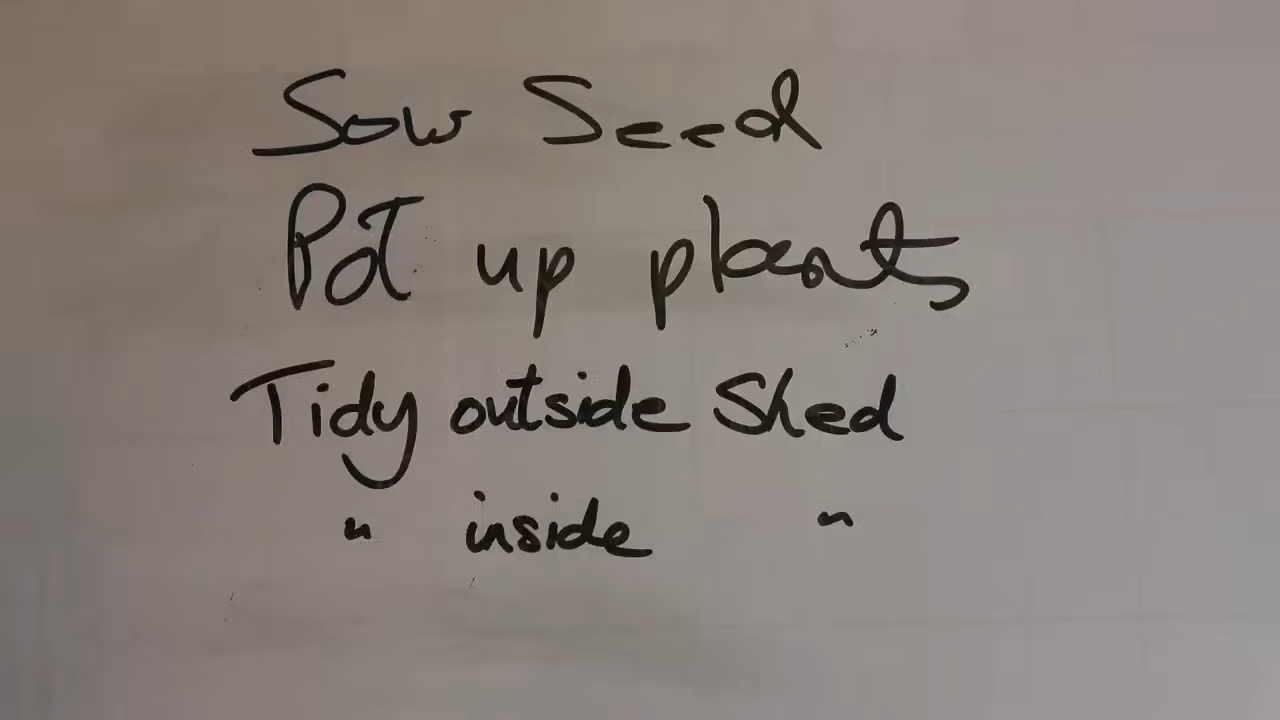 Sow Seed
Pot up plants
Tidy outside Shed
" inside "